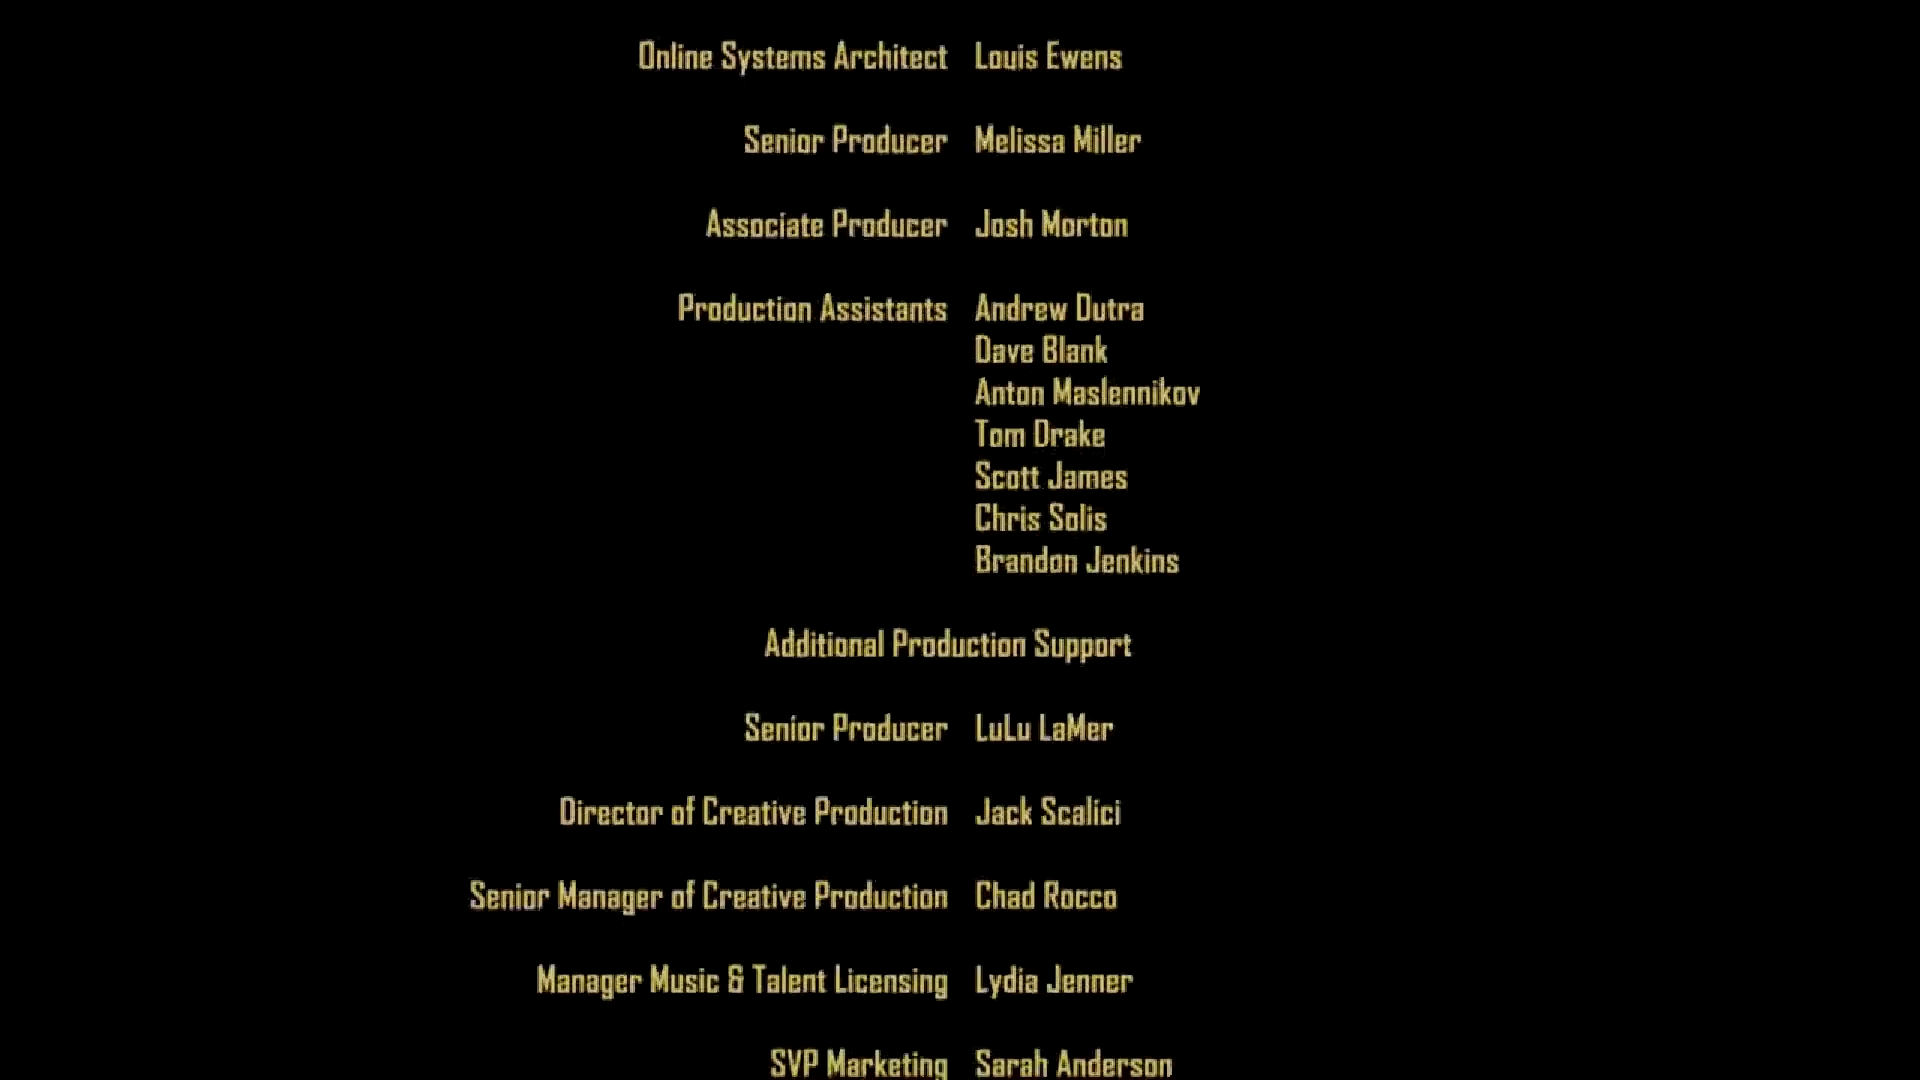 Online Systems Architect Louis Ewens
Senior Producer Melissa Miller
Associate Producer Josh Morton
Production Assistants Andrew Dutra
Dave Blank
Anton Maslennikov
Tom Drake
Scott James
Chris Solis
Brandon Jenkins
Additional Production Support
Senior Producer LuLu LaMer
Director of Creative Production Jack Scalici
Senior Manager of Creative Production Chad Rocco
Manager Music & Talent Licensing Lydia Jenner
SVP Marketing Sarah Anderson